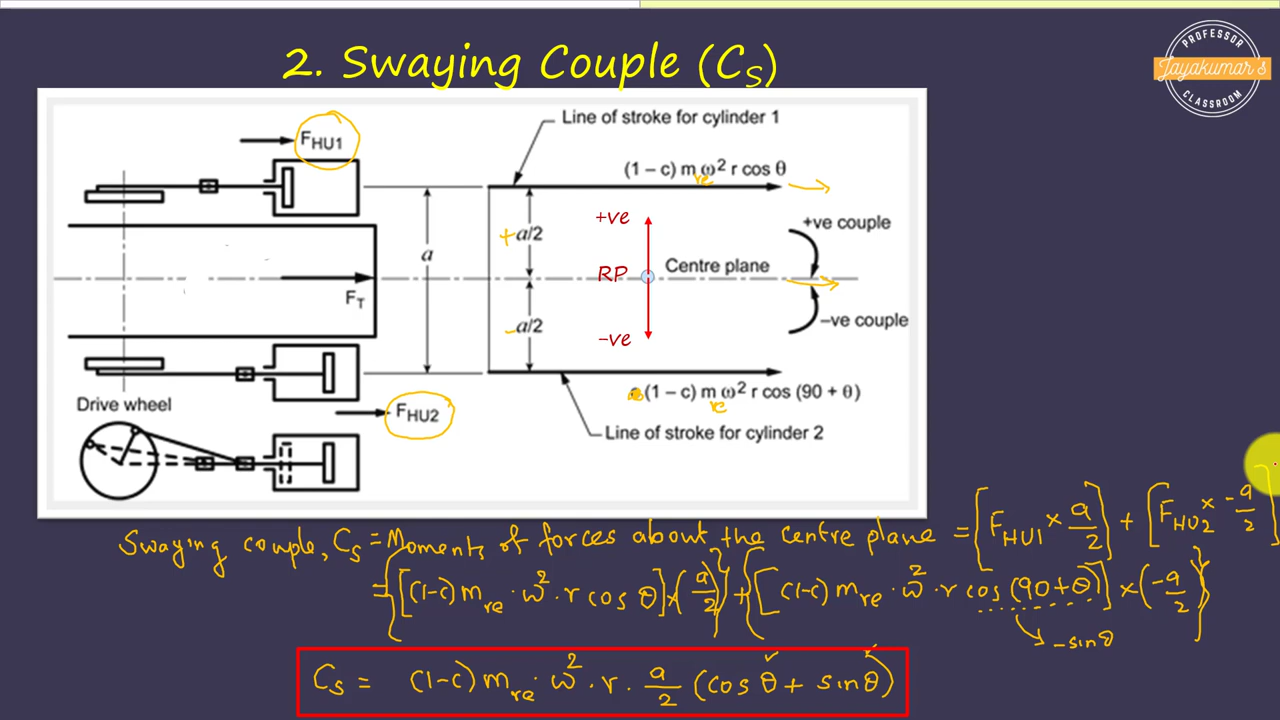 2. Swaying Couple (Cs)
PROFESSOR
Jayakumar's
CLASSROOM
FHU1
Line of stroke for cylinder 1
(1 – c) m ω² r cos θ
re
+ve
+ a/2
+ve couple
a
RP
Centre plane
FT
- a/2
–ve
–ve couple
Drive wheel
FHU2
(1 – c) m ω² r cos (90 + θ)
re
Line of stroke for cylinder 2
Swaying couple, Cs = Moments of forces about the centre plane = [FHU1 × a/2] + [FHU2 × -a/2]
= {[(1-c) mre · ω² · r cos θ] × (a/2)} + {[(1-c) mre · ω² · r cos (90+θ)] × (-a/2)}
-sinθ
Cs = (1-c) mre · ω² · r · a/2 (cos θ + sin θ)